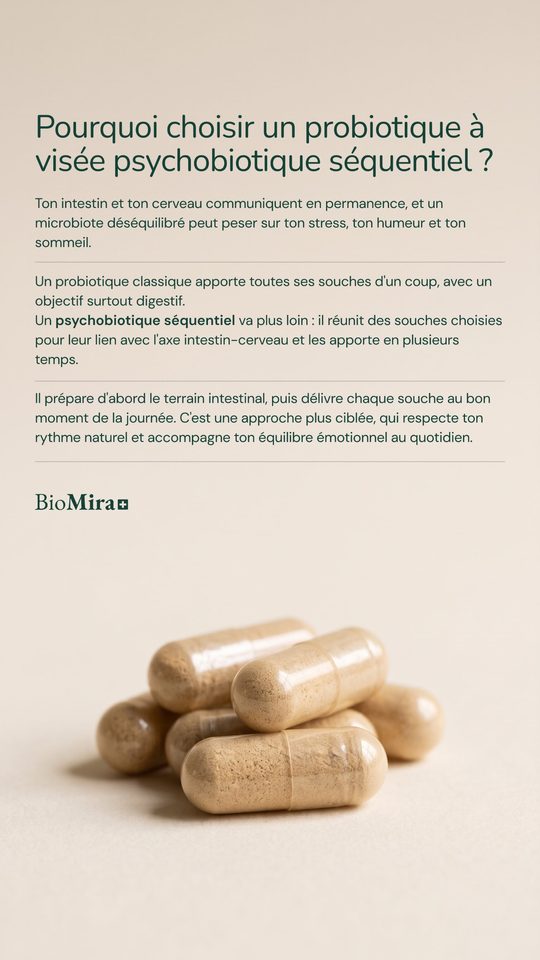 Pourquoi choisir un probiotique à
visée psychobiotique séquentiel ?
Ton intestin et ton cerveau communiquent en permanence, et un
microbiote déséquilibré peut peser sur ton stress, ton humeur et ton
sommeil.
Un probiotique classique apporte toutes ses souches d'un coup, avec un
objectif surtout digestif.
Un psychobiotique séquentiel va plus loin : il réunit des souches choisies
pour leur lien avec l'axe intestin-cerveau et les apporte en plusieurs
temps.
Il prépare d'abord le terrain intestinal, puis délivre chaque souche au bon
moment de la journée. C'est une approche plus ciblée, qui respecte ton
rythme naturel et accompagne ton équilibre émotionnel au quotidien.
BioMira